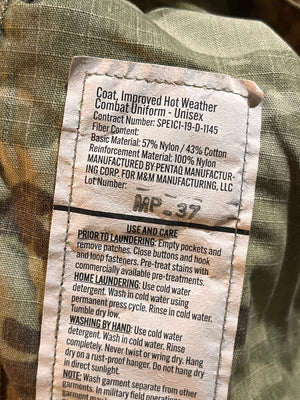 Coat, Improved Hot Weather
Combat Uniform - Unisex
Contract Number: SPE1C1-19-D-1145
Fiber Content:
Basic Material: 57% Nylon / 43% Cotton
Reinforcement Material: 100% Nylon
MANUFACTURED BY PENTAQ MANUFACTUR-
ING CORP. FOR M&M MANUFACTURING, LLC
Lot Number:
MP-37
USE AND CARE
PRIOR TO LAUNDERING: Empty pockets and
remove patches. Close buttons and hook
and loop fasteners. Pre-treat stains with
commercially available pre-treatments.
HOME LAUNDERING: Use cold water
detergent. Wash in cold water using
permanent press cycle. Rinse in cold water.
Tumble dry low.
WASHING BY HAND: Use cold water
detergent. Wash in cold water. Rinse
completely. Never twist or wring dry. Hang
dry on a rust-proof hanger. Do not hang dry
in direct sunlight.
NOTE: Wash garment separate from other
garments. In military field operations